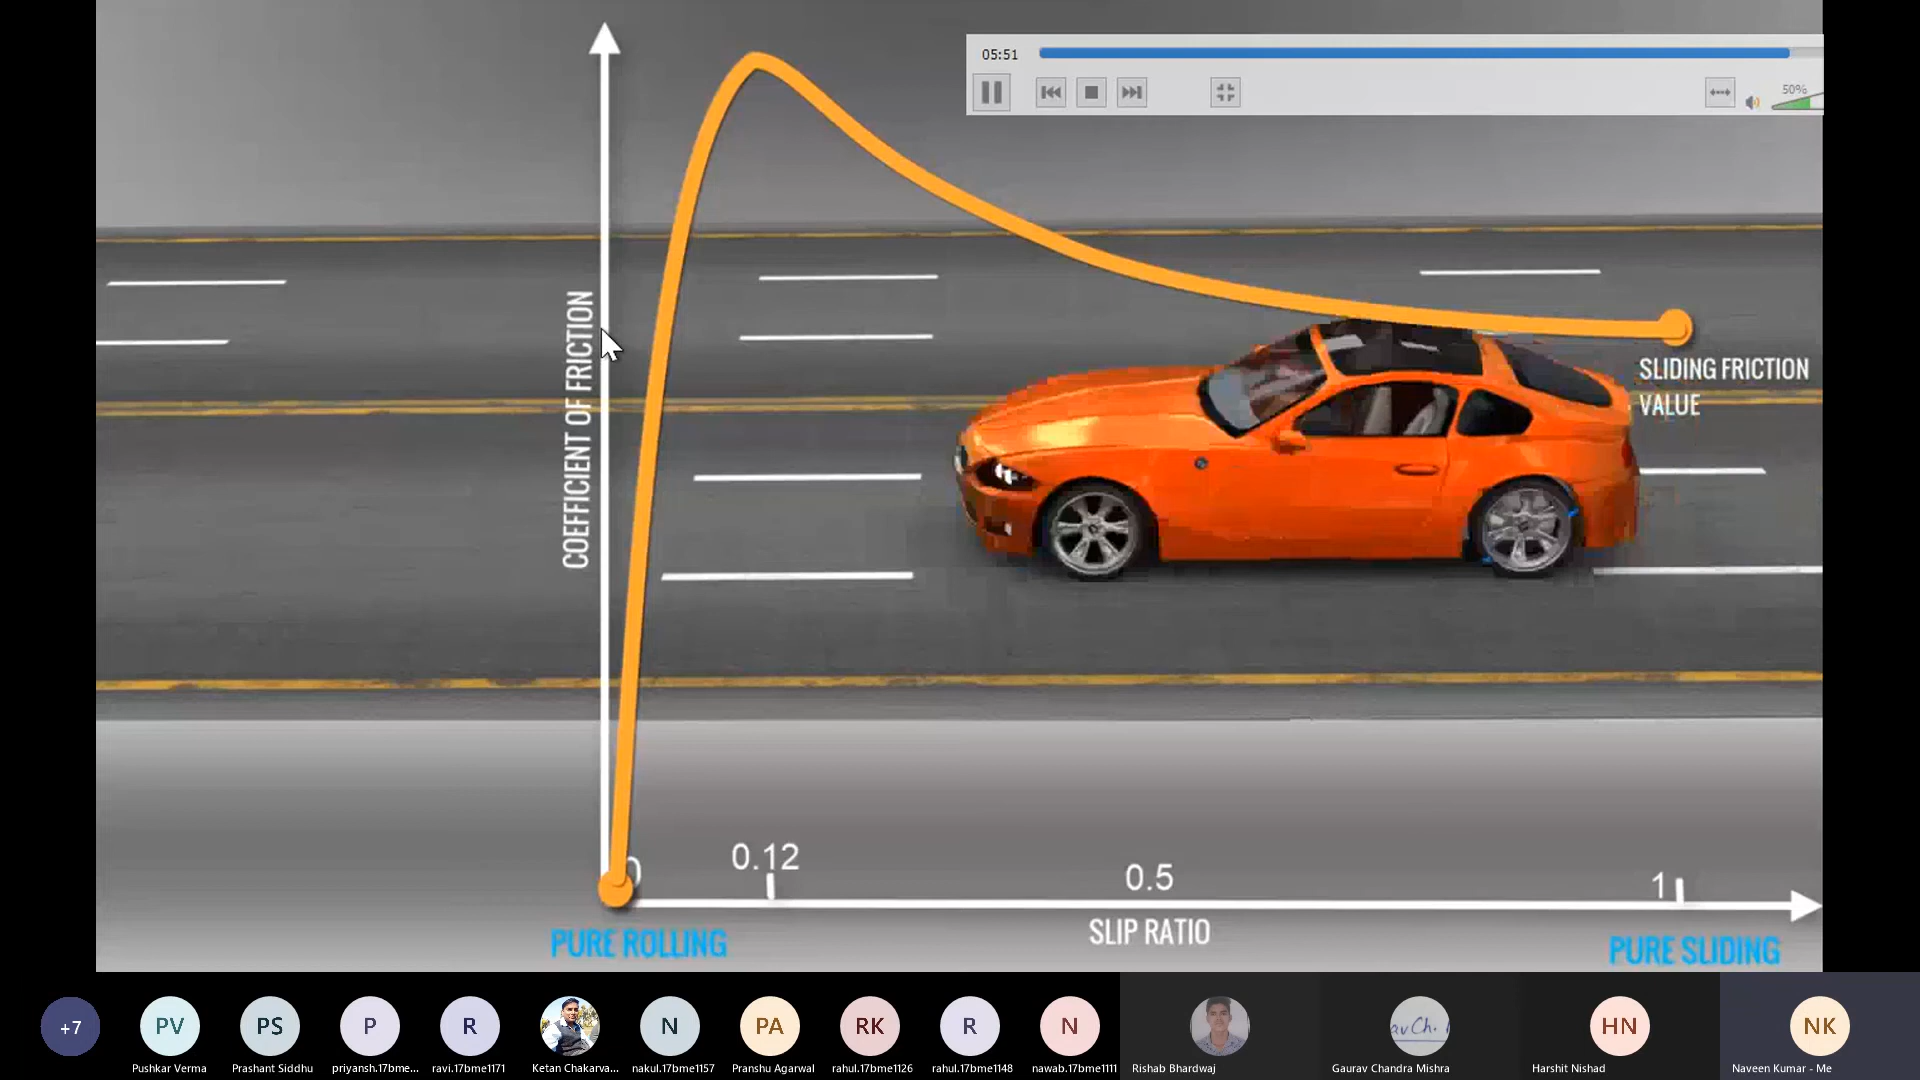 05:51
50%
COEFFICIENT OF FRICTION
SLIDING FRICTION
VALUE
0
0.12
0.5
1
SLIP RATIO
PURE ROLLING
PURE SLIDING
+7
PV
PS
P
R
N
PA
RK
R
N
avCh.
HN
NK
Pushkar Verma
Prashant Siddhu
priyansh.17bme...
ravi.17bme1171
Ketan Chakarva...
nakul.17bme1157
Pranshu Agarwal
rahul.17bme1126
rahul.17bme1148
nawab.17bme1111
Rishab Bhardwaj
Gaurav Chandra Mishra
Harshit Nishad
Naveen Kumar - Me